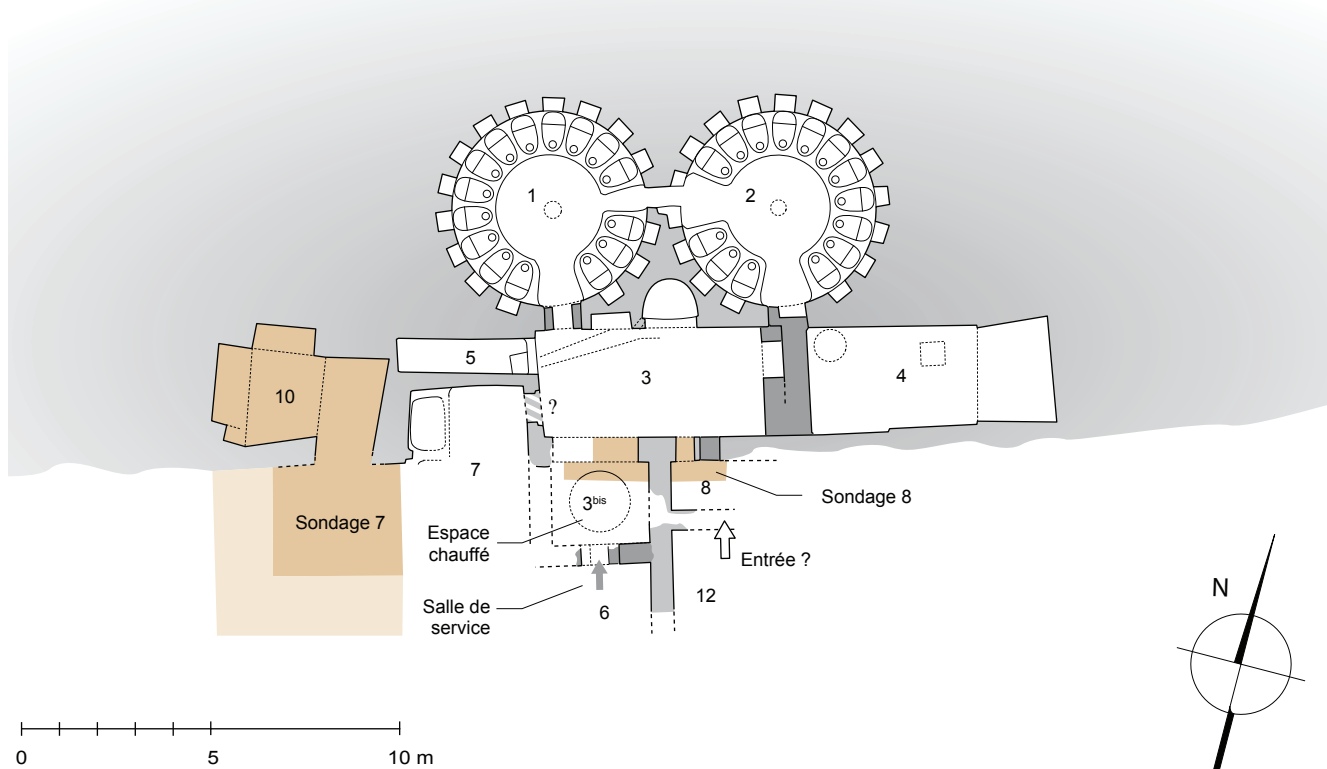 1
2
5
3
4
10
?
7
8
Sondage 8
3bis
Sondage 7
Espace
chauffé
Entrée ?
Salle de
service
6
12
N
0
5
10 m